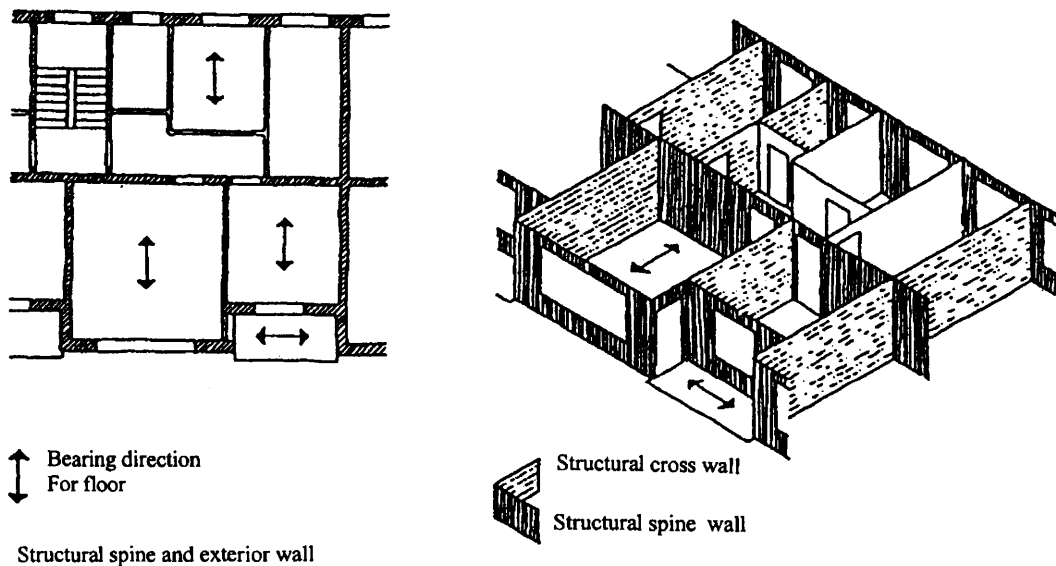 Bearing direction
For floor
Structural spine and exterior wall
Structural cross wall
Structural spine wall